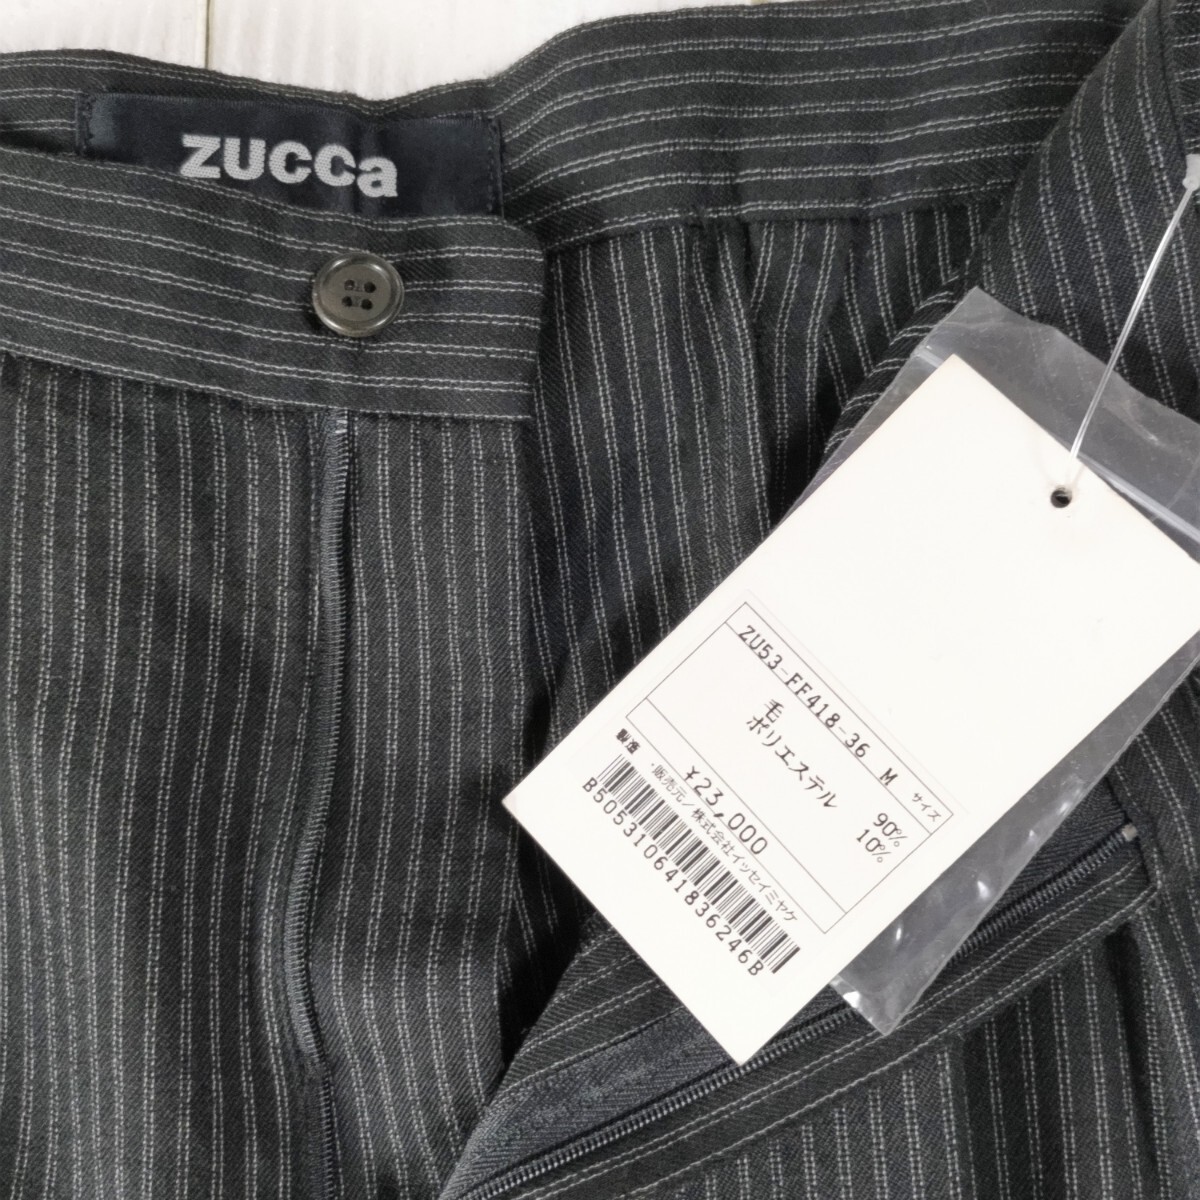 ZUCCa
ZU53-FF418-36 M サイズ
毛 90%
ポリエステル 10%
¥23,000
製造・販売元/株式会社イッセイミヤケ
B505310641836246B